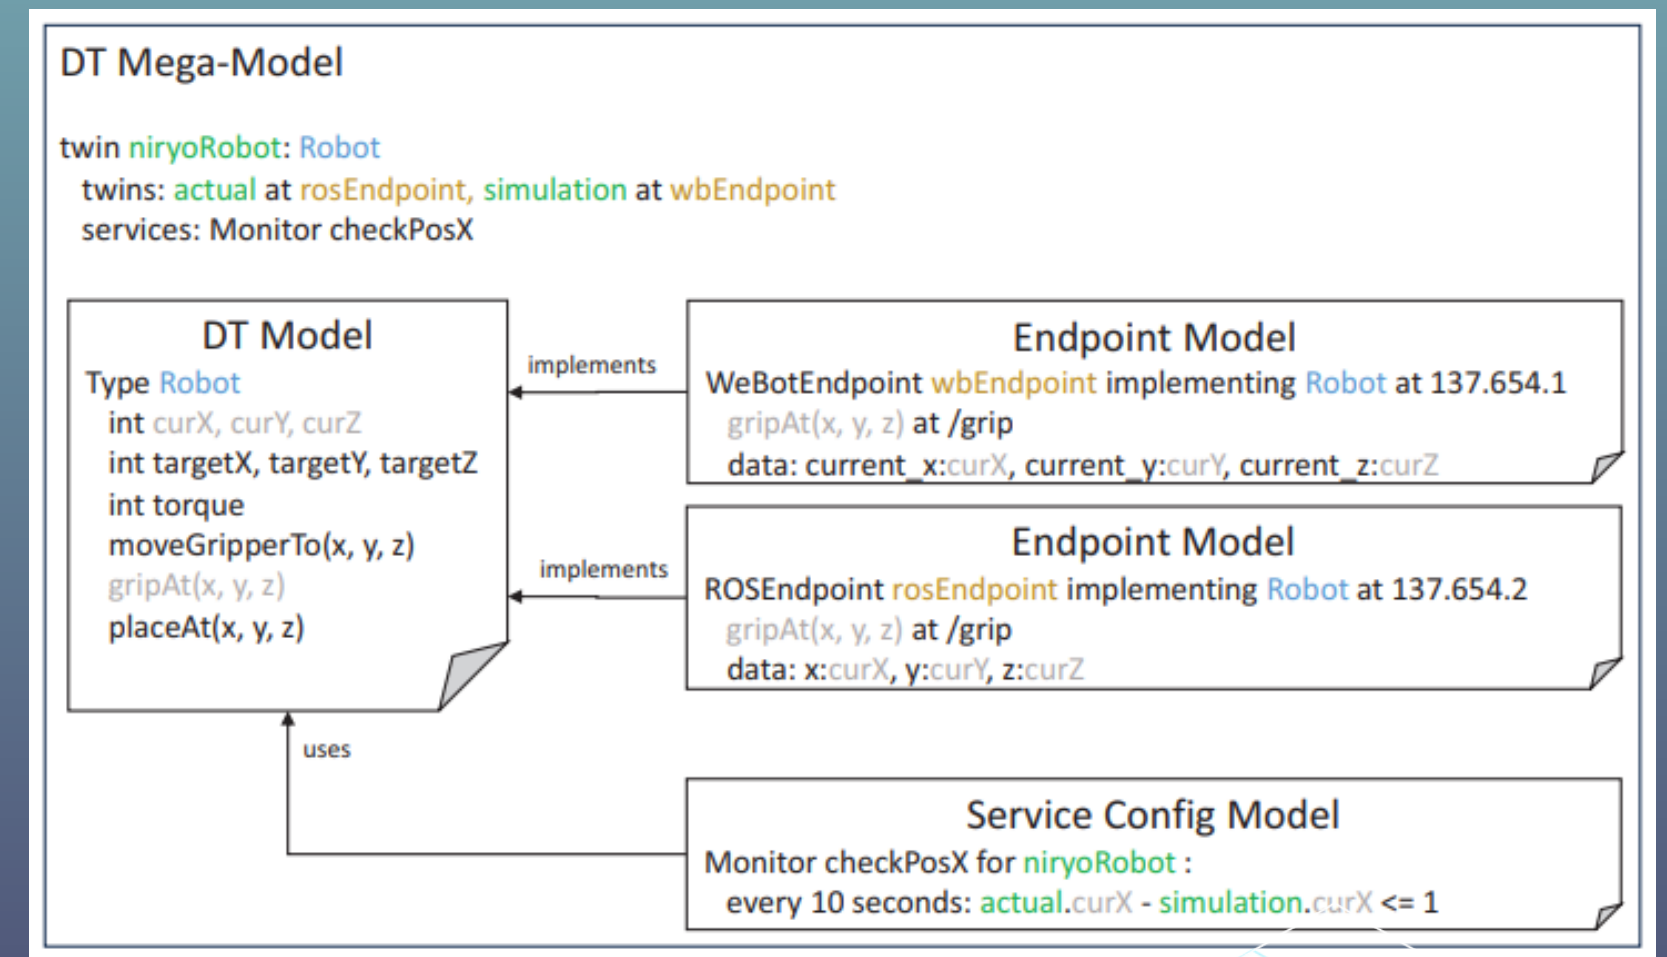 DT Mega-Model
twin niryoRobot: Robot
twins: actual at rosEndpoint, simulation at wbEndpoint
services: Monitor checkPosX
DT Model
Type Robot
int curX, curY, curZ
int targetX, targetY, targetZ
int torque
moveGripperTo(x, y, z)
gripAt(x, y, z)
placeAt(x, y, z)
implements
Endpoint Model
WeBotEndpoint wbEndpoint implementing Robot at 137.654.1
gripAt(x, y, z) at /grip
data: current_x:curX, current_y:curY, current_z:curZ
implements
Endpoint Model
ROSEndpoint rosEndpoint implementing Robot at 137.654.2
gripAt(x, y, z) at /grip
data: x:curX, y:curY, z:curZ
uses
Service Config Model
Monitor checkPosX for niryoRobot :
every 10 seconds: actual.curX - simulation.curX <= 1